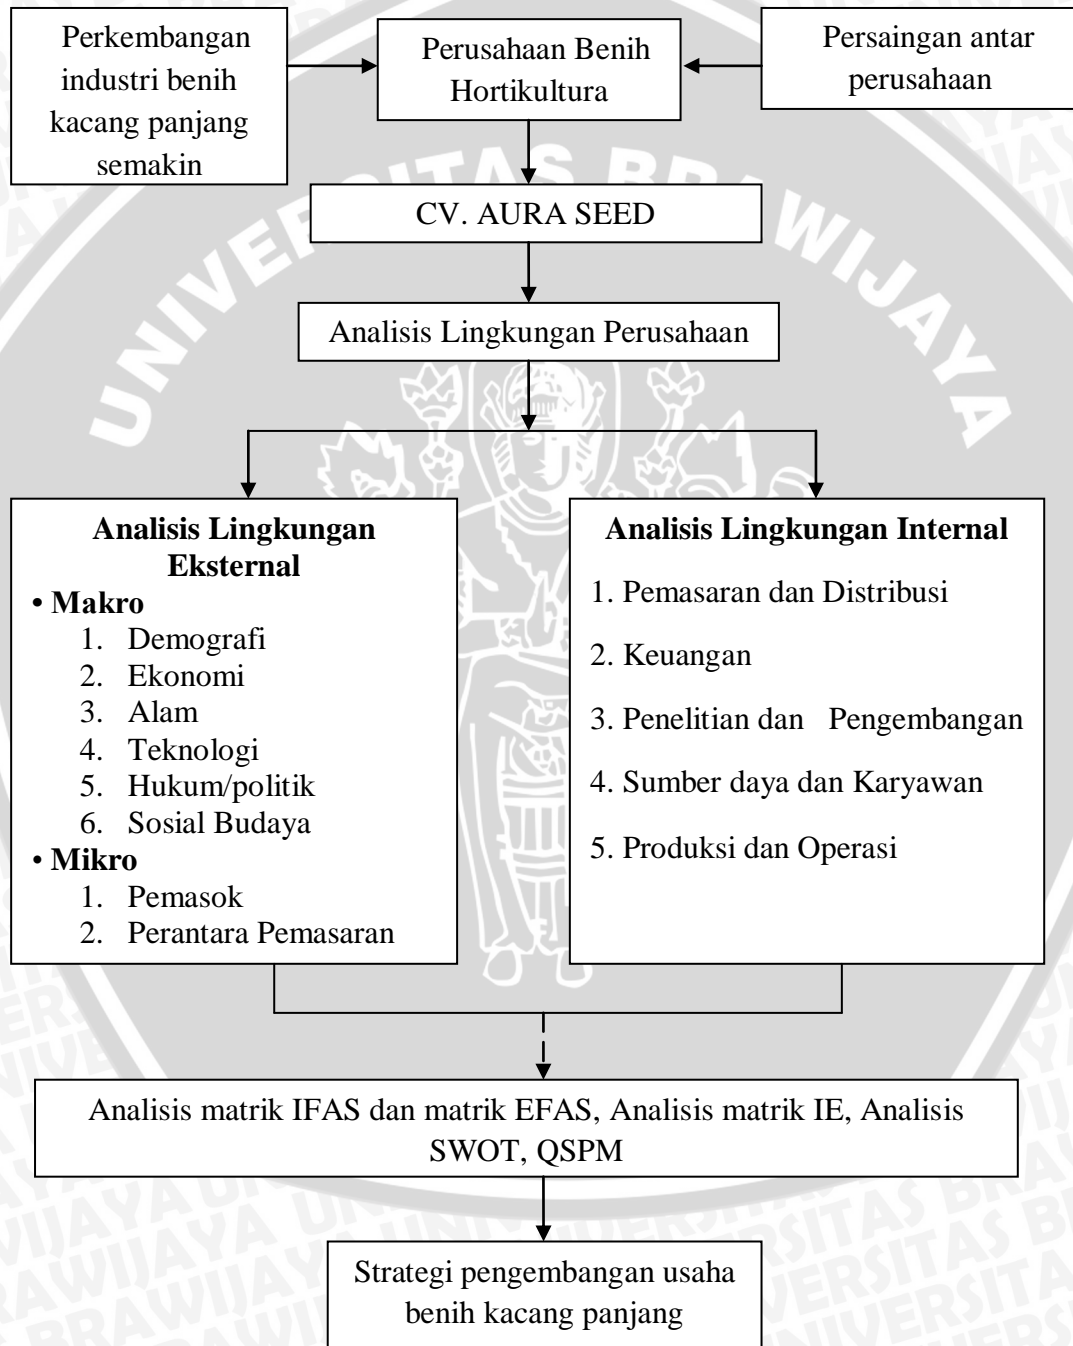 Perkembangan
industri benih
kacang panjang
semakin
Perusahaan Benih
Hortikultura
Persaingan antar
perusahaan
CV. AURA SEED
Analisis Lingkungan Perusahaan
Analisis Lingkungan
Eksternal
• Makro
1. Demografi
2. Ekonomi
3. Alam
4. Teknologi
5. Hukum/politik
6. Sosial Budaya
• Mikro
1. Pemasok
2. Perantara Pemasaran
Analisis Lingkungan Internal
1. Pemasaran dan Distribusi
2. Keuangan
3. Penelitian dan Pengembangan
4. Sumber daya dan Karyawan
5. Produksi dan Operasi
Analisis matrik IFAS dan matrik EFAS, Analisis matrik IE, Analisis
SWOT, QSPM
Strategi pengembangan usaha
benih kacang panjang
UNIVERSITAS BRAWIJAYA